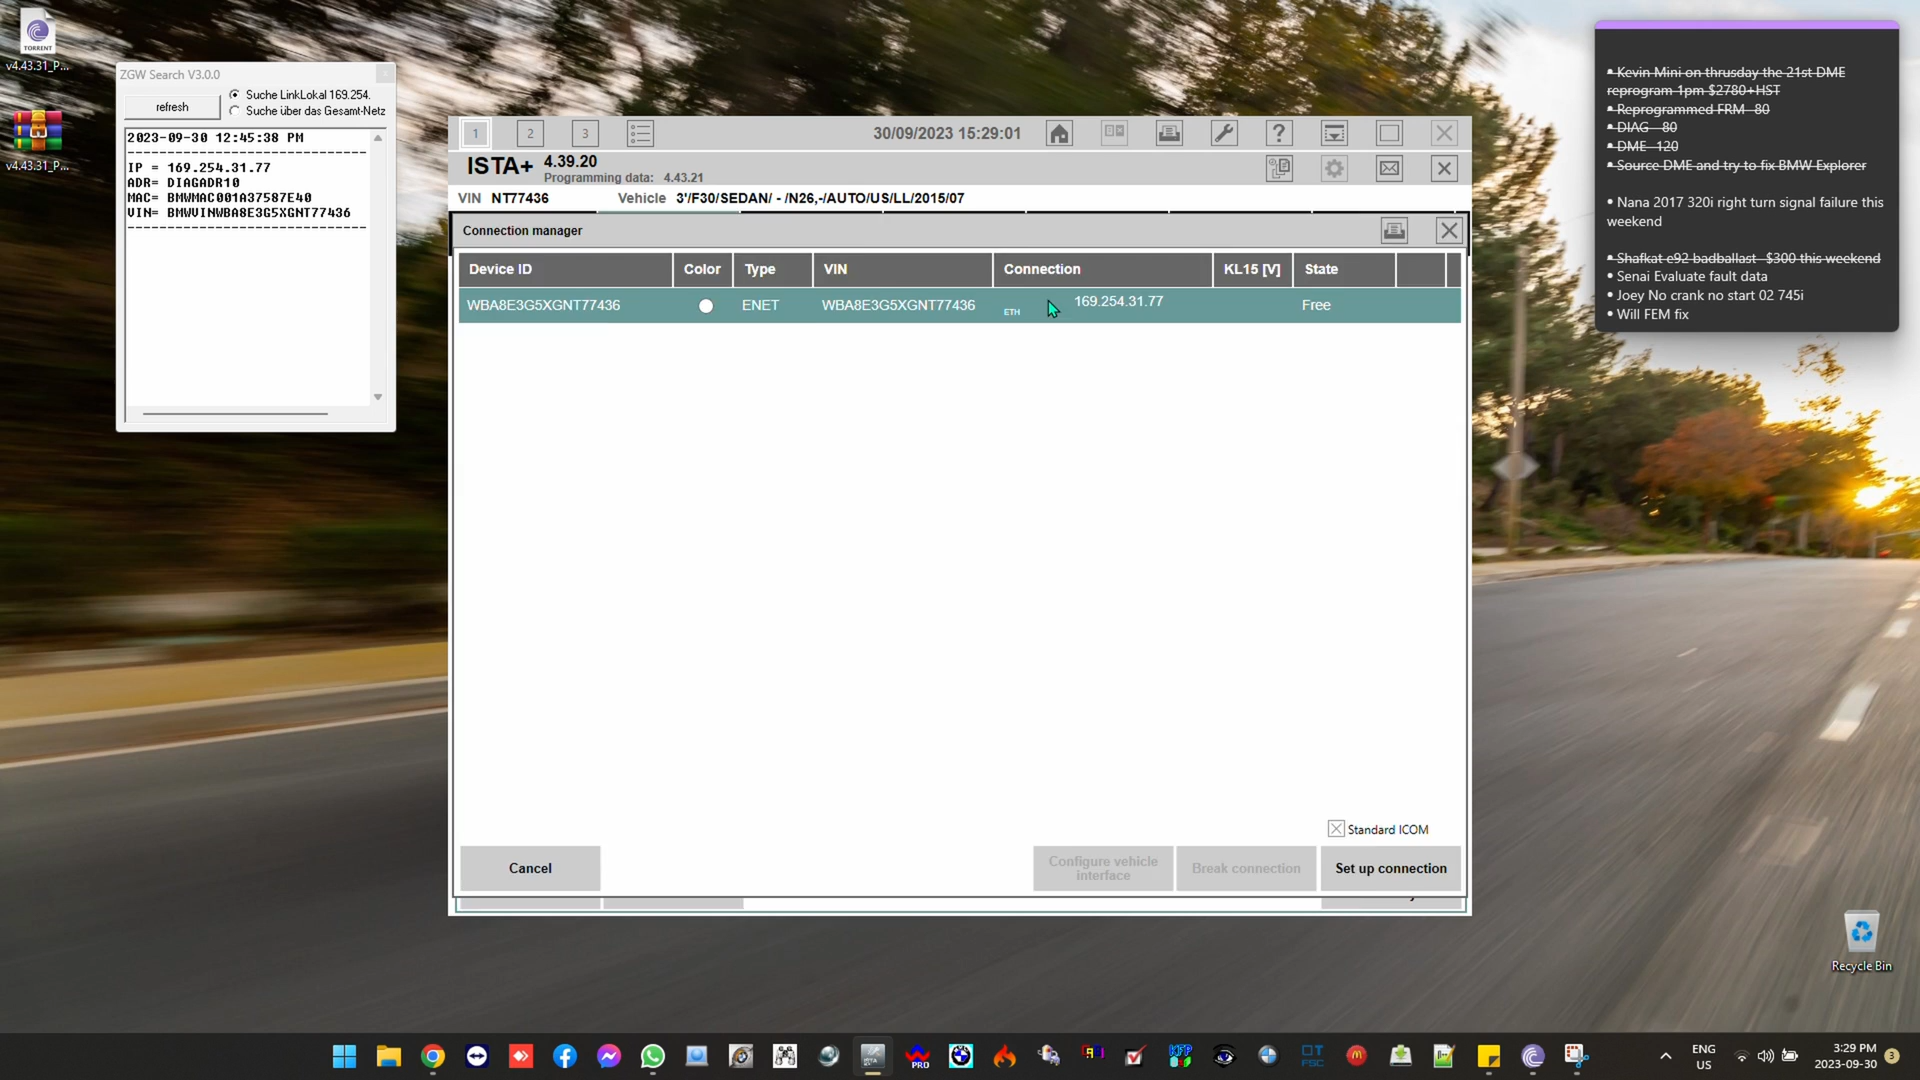 TORRENT
v4.43.31_P...
v4.43.31_P...
ZGW Search V3.0.0
refresh
Suche LinkLokal 169.254.
Suche über das Gesamt-Netz
2023-09-30 12:45:38 PM
IP = 169.254.31.77
ADR= DIAGADR10
MAC= BMWMAC001A37587E40
VIN= BMWVINWBA8E3G5XGNT77436
1
2
3
30/09/2023 15:29:01
ISTA+
4.39.20
Programming data: 4.43.21
VIN NT77436
Vehicle 3'/F30/SEDAN/ - /N26,-/AUTO/US/LL/2015/07
Connection manager
Device ID Color Type VIN Connection KL15 [V] State
WBA8E3G5XGNT77436 ENET WBA8E3G5XGNT77436 ETH 169.254.31.77 Free
Standard ICOM
Cancel
Configure vehicle
interface
Break connection
Set up connection
• Kevin Mini on thrusday the 21st DME
reprogram 1pm $2780+HST
• Reprogrammed FRM - 80
• DIAG - 80
• DME - 120
• Source DME and try to fix BMW Explorer
• Nana 2017 320i right turn signal failure this
weekend
• Shafkat e92 badballast - $300 this weekend
• Senai Evaluate fault data
• Joey No crank no start 02 745i
• Will FEM fix
Recycle Bin
PRO
KFP
FSC
ENG
US
3:29 PM
2023-09-30
3